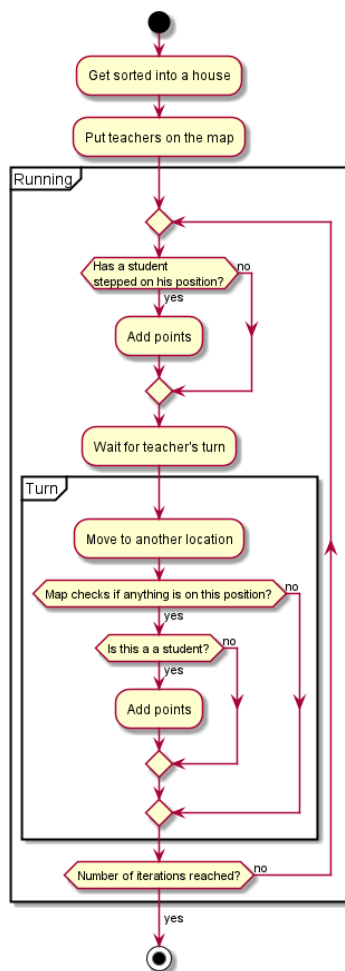 Get sorted into a house
Put teachers on the map
Running
Has a student
stepped on his position?
no
yes
Add points
Wait for teacher's turn
Turn
Move to another location
Map checks if anything is on this position?
no
yes
Is this a a student?
no
yes
Add points
Number of iterations reached?
no
yes